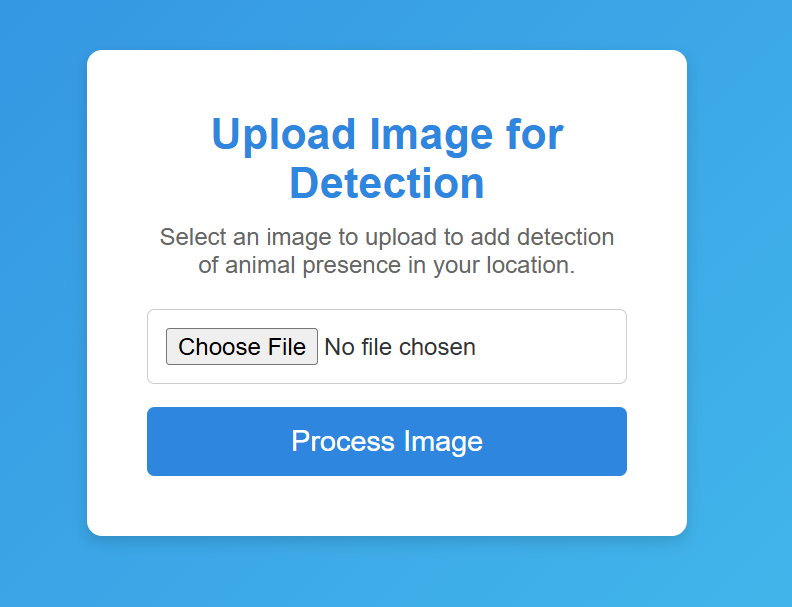 Upload Image for
Detection
Select an image to upload to add detection
of animal presence in your location.
Choose File No file chosen
Process Image